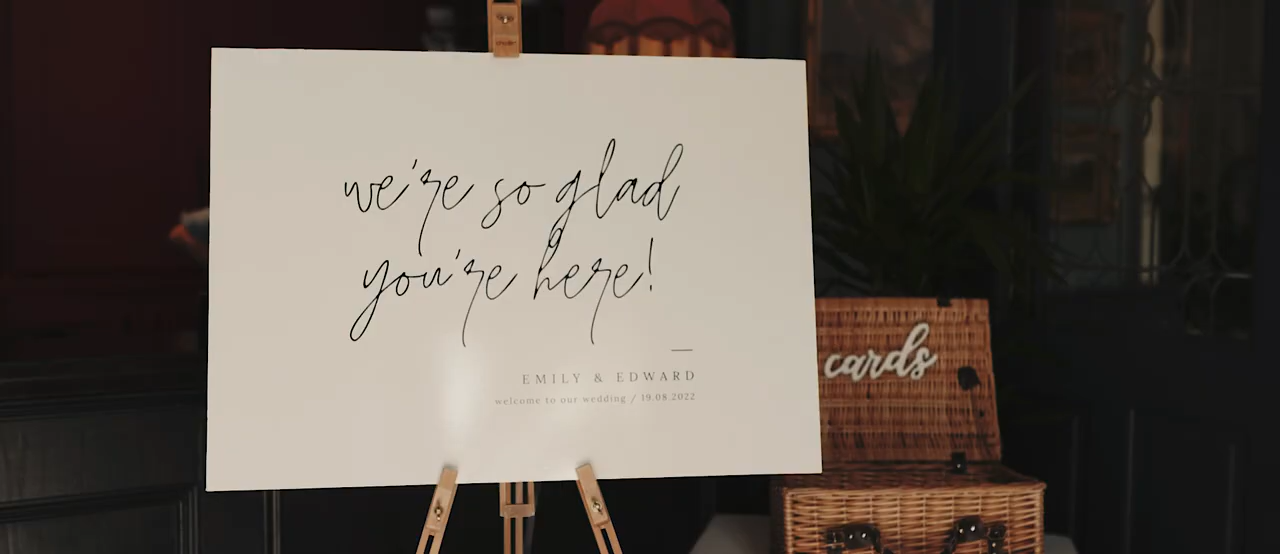 we're so glad
you're here!
EMILY & EDWARD
welcome to our wedding / 19.08 2022
cards